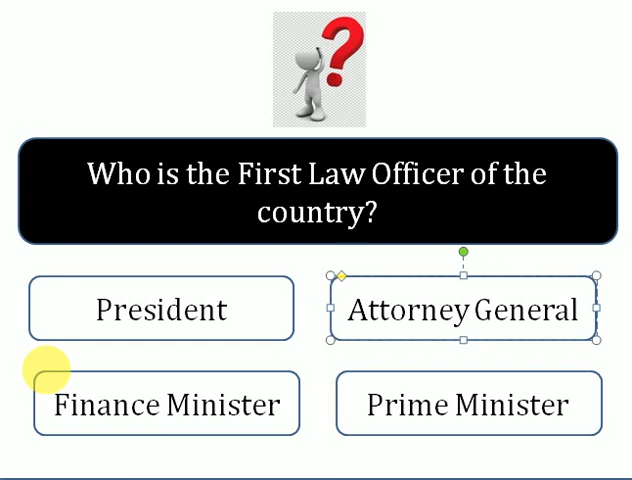 Who is the First Law Officer of the
country?
President
Attorney General
Finance Minister
Prime Minister